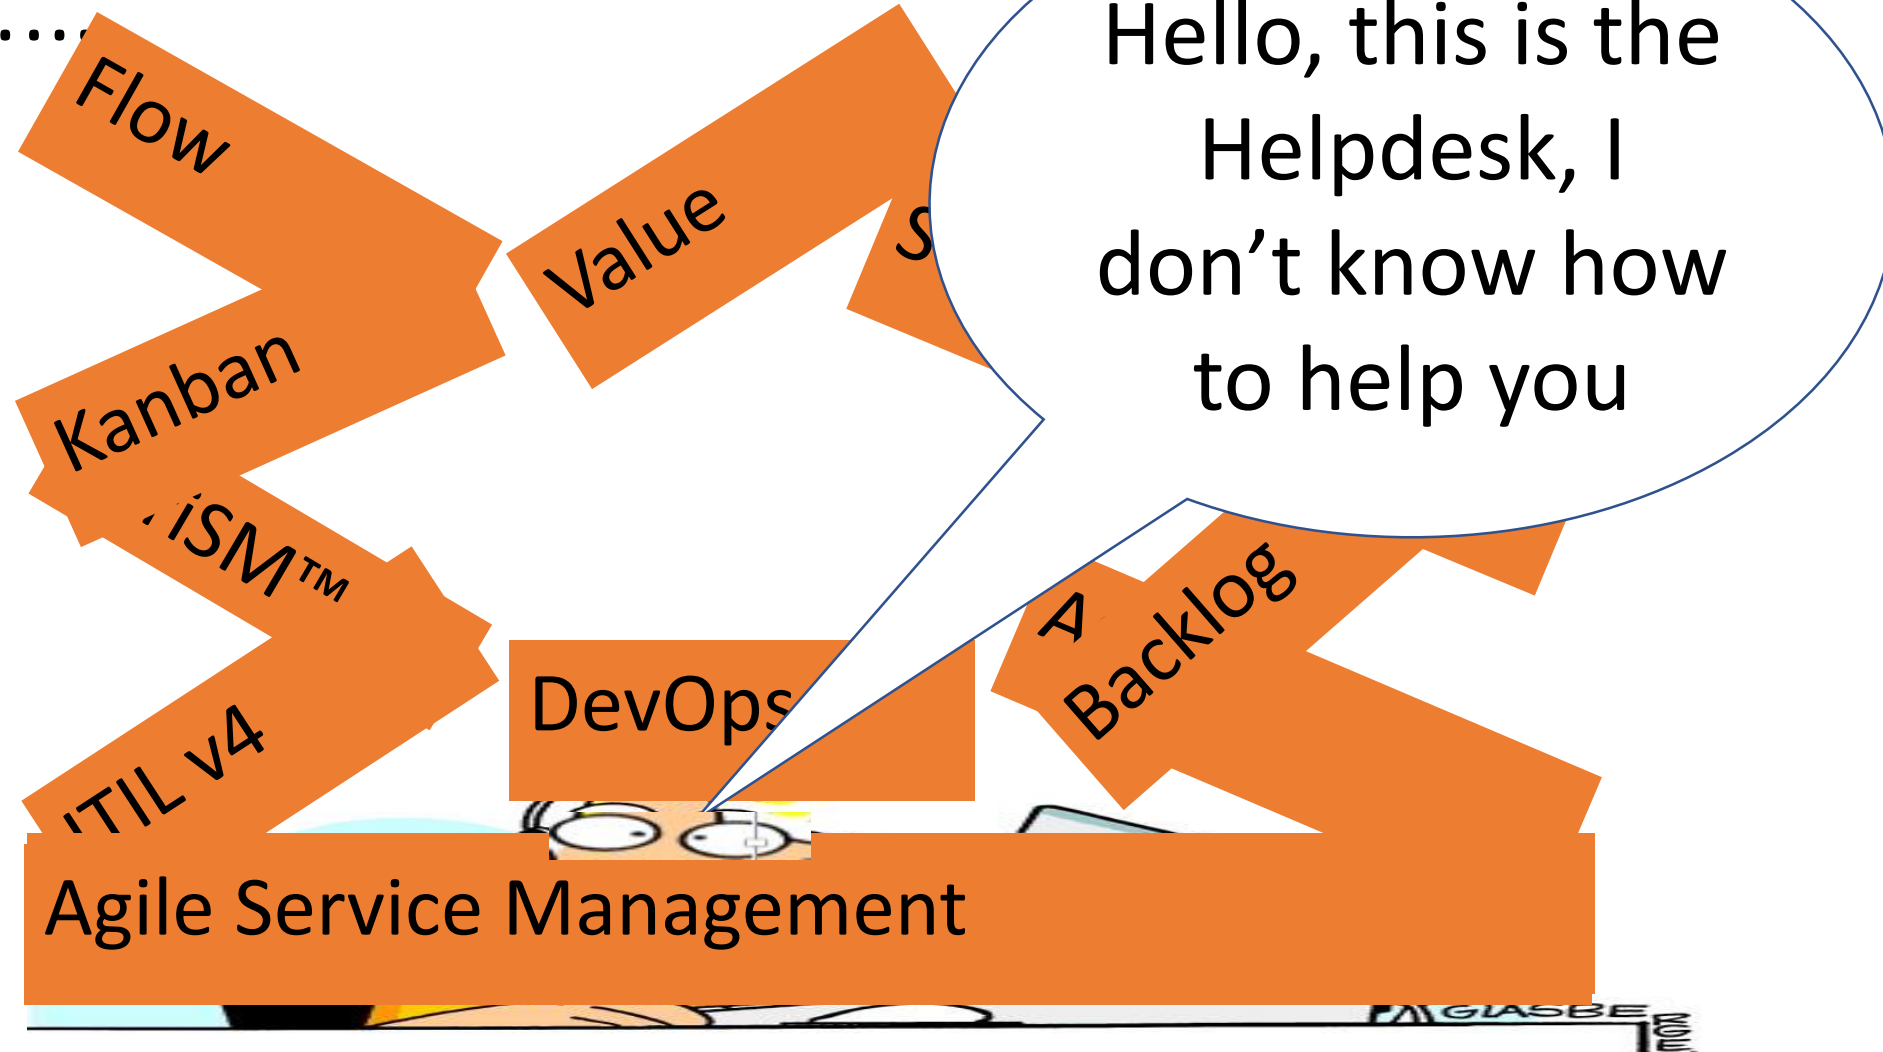 .....
Flow
Value
Hello, this is the
Helpdesk, I
don’t know how
to help you
Kanban
iSM™
DevOps
A
Backlog
ITIL v4
Agile Service Management